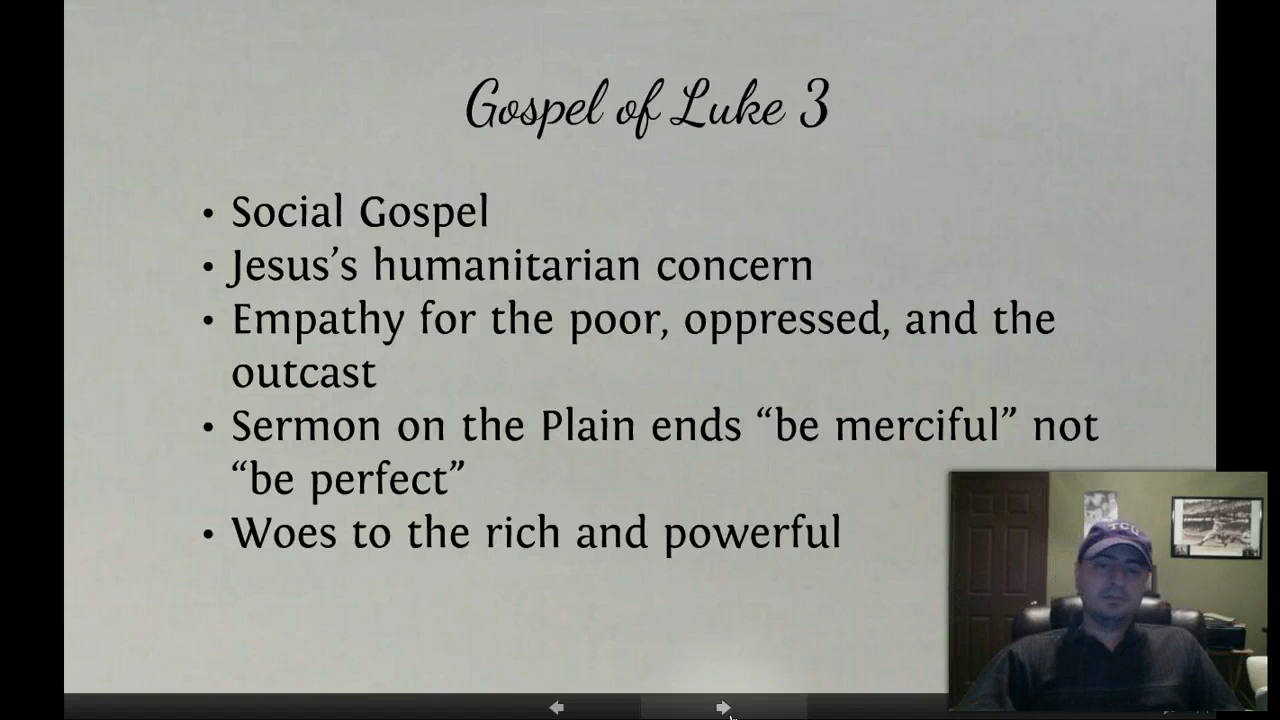 Gospel of Luke 3
• Social Gospel
• Jesus’s humanitarian concern
• Empathy for the poor, oppressed, and the
outcast
• Sermon on the Plain ends “be merciful” not
“be perfect”
• Woes to the rich and powerful
TCU